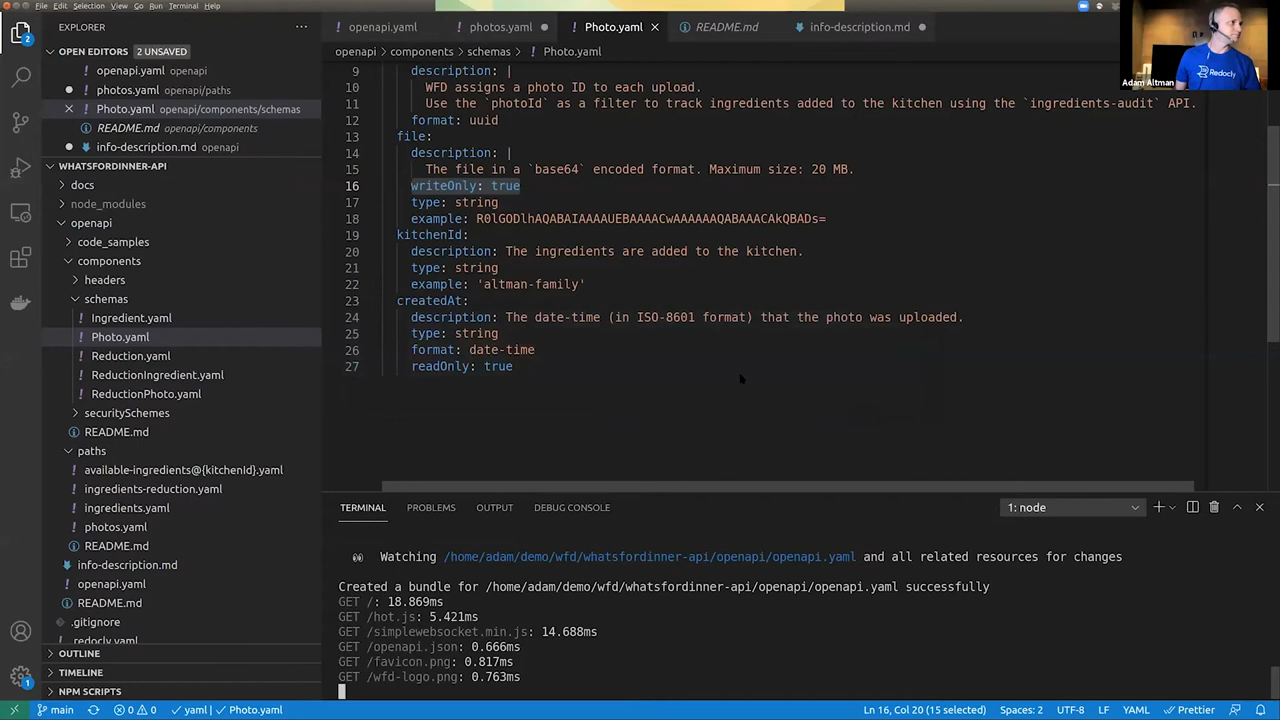 File Edit Selection View Go Run Terminal Help
EXPLORER
OPEN EDITORS 2 UNSAVED
openapi.yaml openapi
photos.yaml openapi/paths
Photo.yaml openapi/components/schemas
README.md openapi/components
info-description.md openapi
WHATSFORDINNER-API
docs
node_modules
openapi
code_samples
components
headers
schemas
Ingredient.yaml
Photo.yaml
Reduction.yaml
ReductionIngredient.yaml
ReductionPhoto.yaml
securitySchemes
README.md
paths
available-ingredients@{kitchenId}.yaml
ingredients-reduction.yaml
ingredients.yaml
photos.yaml
README.md
info-description.md
openapi.yaml
README.md
.gitignore
.redocly.yaml
OUTLINE
TIMELINE
NPM SCRIPTS
2
1
openapi.yaml photos.yaml Photo.yaml README.md info-description.md
openapi > components > schemas > ! Photo.yaml
9 description: |
10 WFD assigns a photo ID to each upload.
11 Use the `photoId` as a filter to track ingredients added to the kitchen using the `ingredients-audit` API.
12 format: uuid
13 file:
14 description: |
15 The file in a `base64` encoded format. Maximum size: 20 MB.
16 writeOnly: true
17 type: string
18 example: R0lGODlhAQABAIAAAAUEBAAAACwAAAAAAQABAAACAkQBADs=
19 kitchenId:
20 description: The ingredients are added to the kitchen.
21 type: string
22 example: 'altman-family'
23 createdAt:
24 description: The date-time (in ISO-8601 format) that the photo was uploaded.
25 type: string
26 format: date-time
27 readOnly: true
Redocly
Adam Altman
TERMINAL PROBLEMS OUTPUT DEBUG CONSOLE
1: node
Watching /home/adam/demo/wfd/whatsfordinner-api/openapi/openapi.yaml and all related resources for changes
Created a bundle for /home/adam/demo/wfd/whatsfordinner-api/openapi/openapi.yaml successfully
GET /: 18.869ms
GET /hot.js: 5.421ms
GET /simplewebsocket.min.js: 14.688ms
GET /openapi.json: 0.666ms
GET /favicon.png: 0.817ms
GET /wfd-logo.png: 0.763ms
main 0 0 yaml | Photo.yaml Ln 16, Col 20 (15 selected) Spaces: 2 UTF-8 LF YAML Prettier